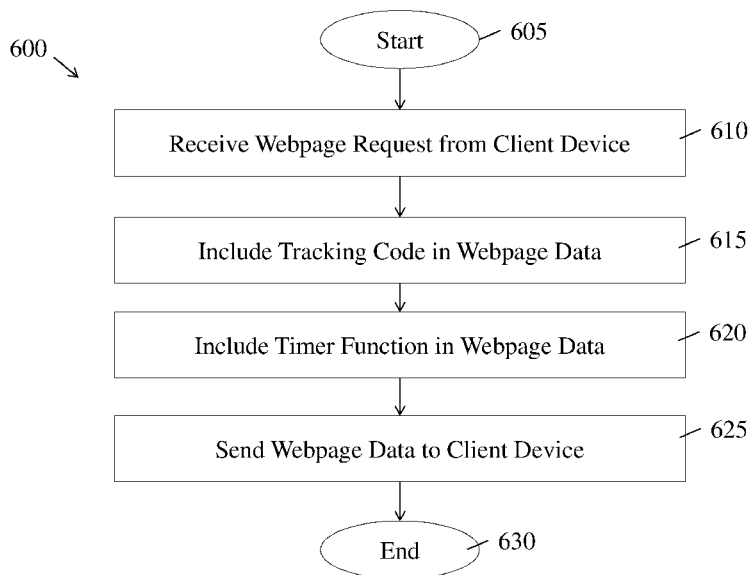 600
Start
605
Receive Webpage Request from Client Device
610
Include Tracking Code in Webpage Data
615
Include Timer Function in Webpage Data
620
Send Webpage Data to Client Device
625
End
630